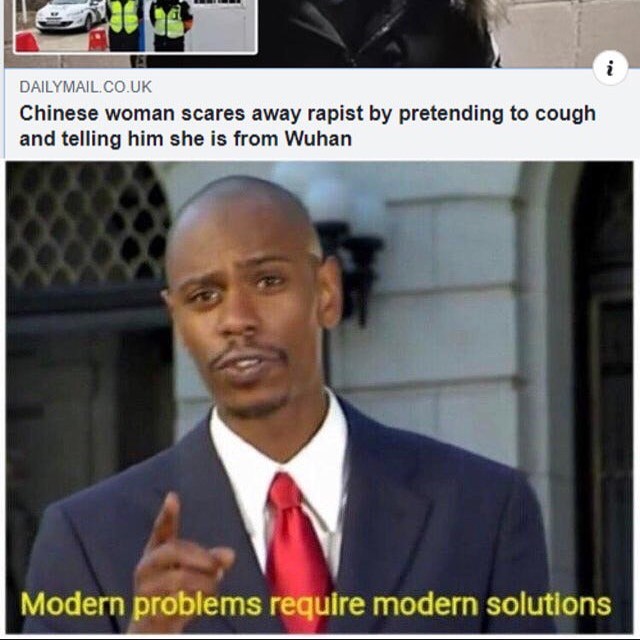 DAILYMAIL.CO.UK
Chinese woman scares away rapist by pretending to cough
and telling him she is from Wuhan
Modern problems require modern solutions